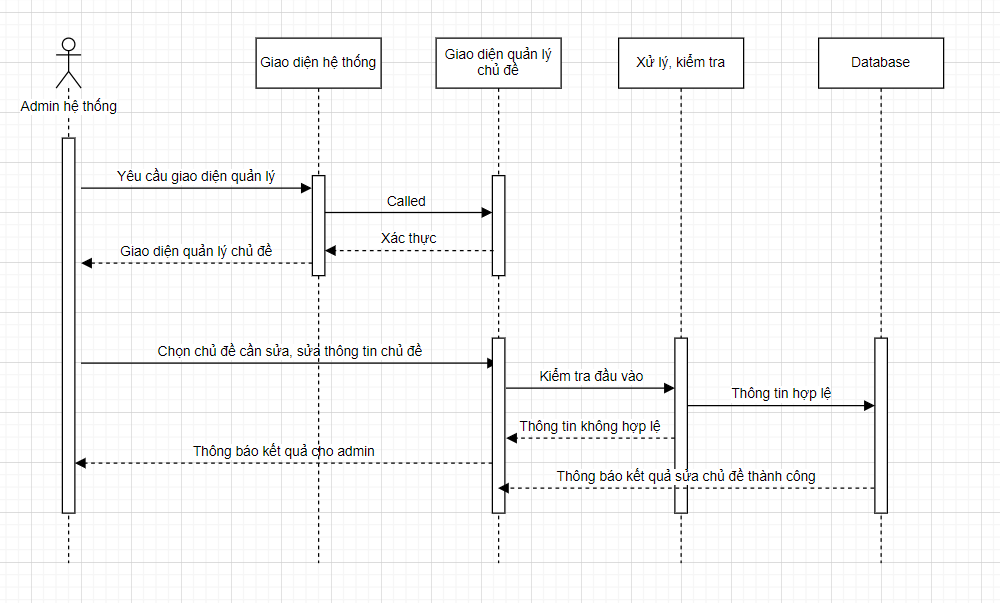 Admin hệ thống
Giao diện hệ thống
Giao diện quản lý
chủ đề
Xử lý, kiểm tra
Database
Yêu cầu giao diện quản lý
Called
Xác thực
Giao diện quản lý chủ đề
Chọn chủ đề cần sửa, sửa thông tin chủ đề
Kiểm tra đầu vào
Thông tin hợp lệ
Thông tin không hợp lệ
Thông báo kết quả cho admin
Thông báo kết quả sửa chủ đề thành công